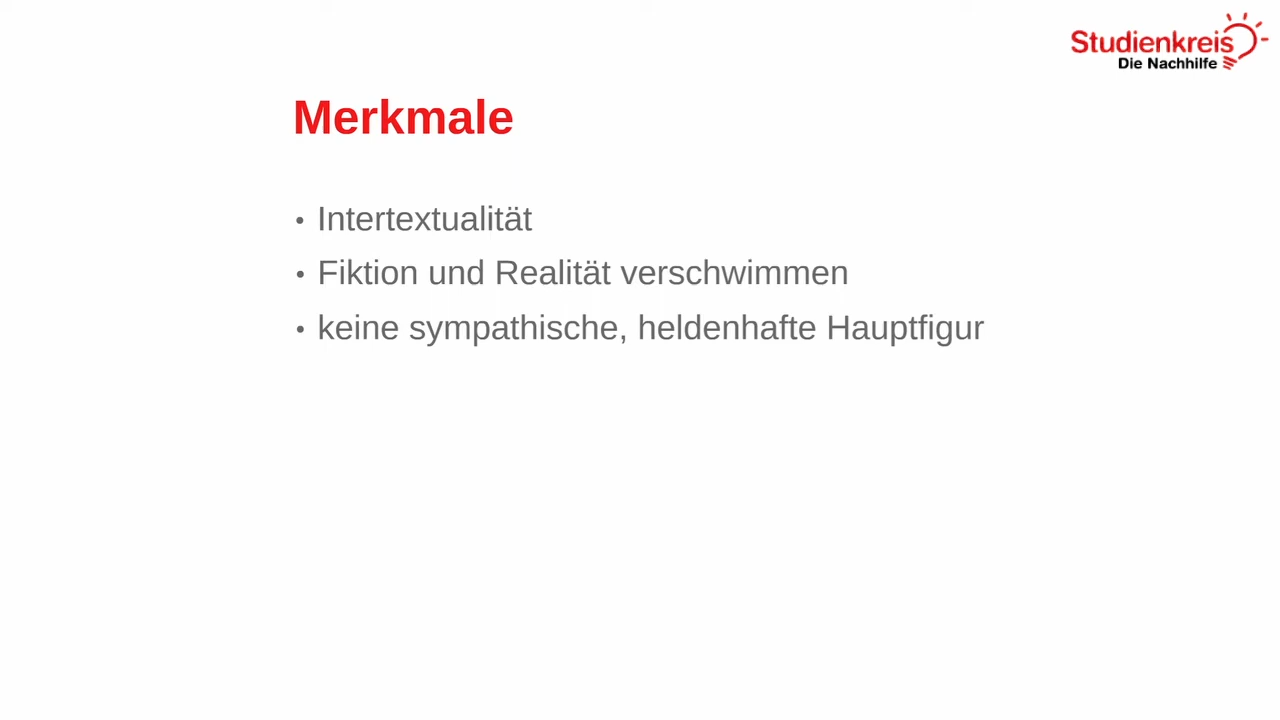 Studienkreis
Die Nachhilfe
Merkmale
• Intertextualität
• Fiktion und Realität verschwimmen
• keine sympathische, heldenhafte Hauptfigur